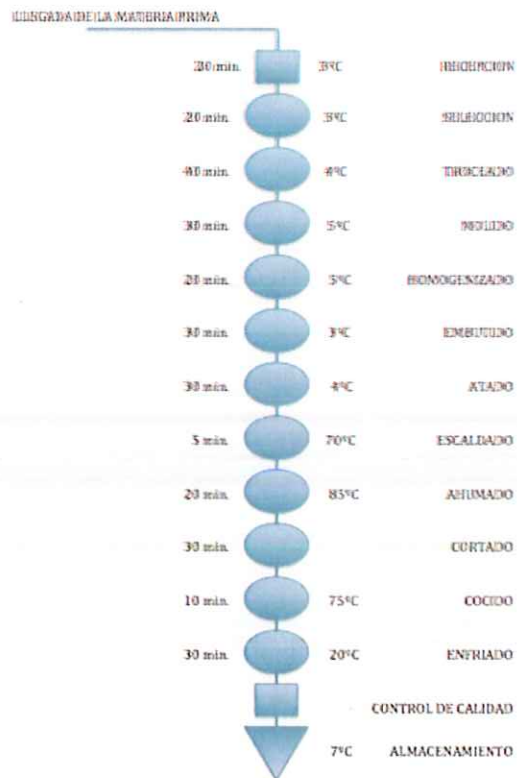 LLEGADA DE LA MATERIA PRIMA
20 min. 3ºC RECEPCION
20 min. 3ºC SELECCION
40 min. 4ºC TROCEADO
30 min. 5ºC MOLIDO
20 min. 5ºC HOMOGENIZADO
30 min. 3ºC EMBUTIDO
30 min. 4ºC ATADO
5 min. 70ºC ESCALDADO
20 min. 85ºC AHUMADO
30 min. CORTADO
10 min. 75ºC COCIDO
30 min. 20ºC ENFRIADO
CONTROL DE CALIDAD
7ºC ALMACENAMIENTO